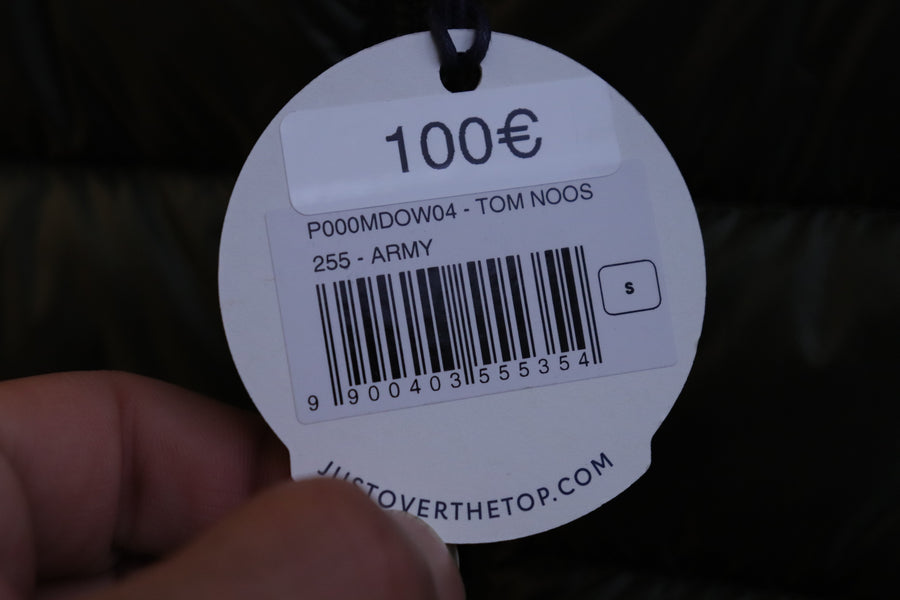 100€
P000MDOW04 - TOM NOOS
255 - ARMY
S
9 900403 555354
JUSTOVERTHETOP.COM